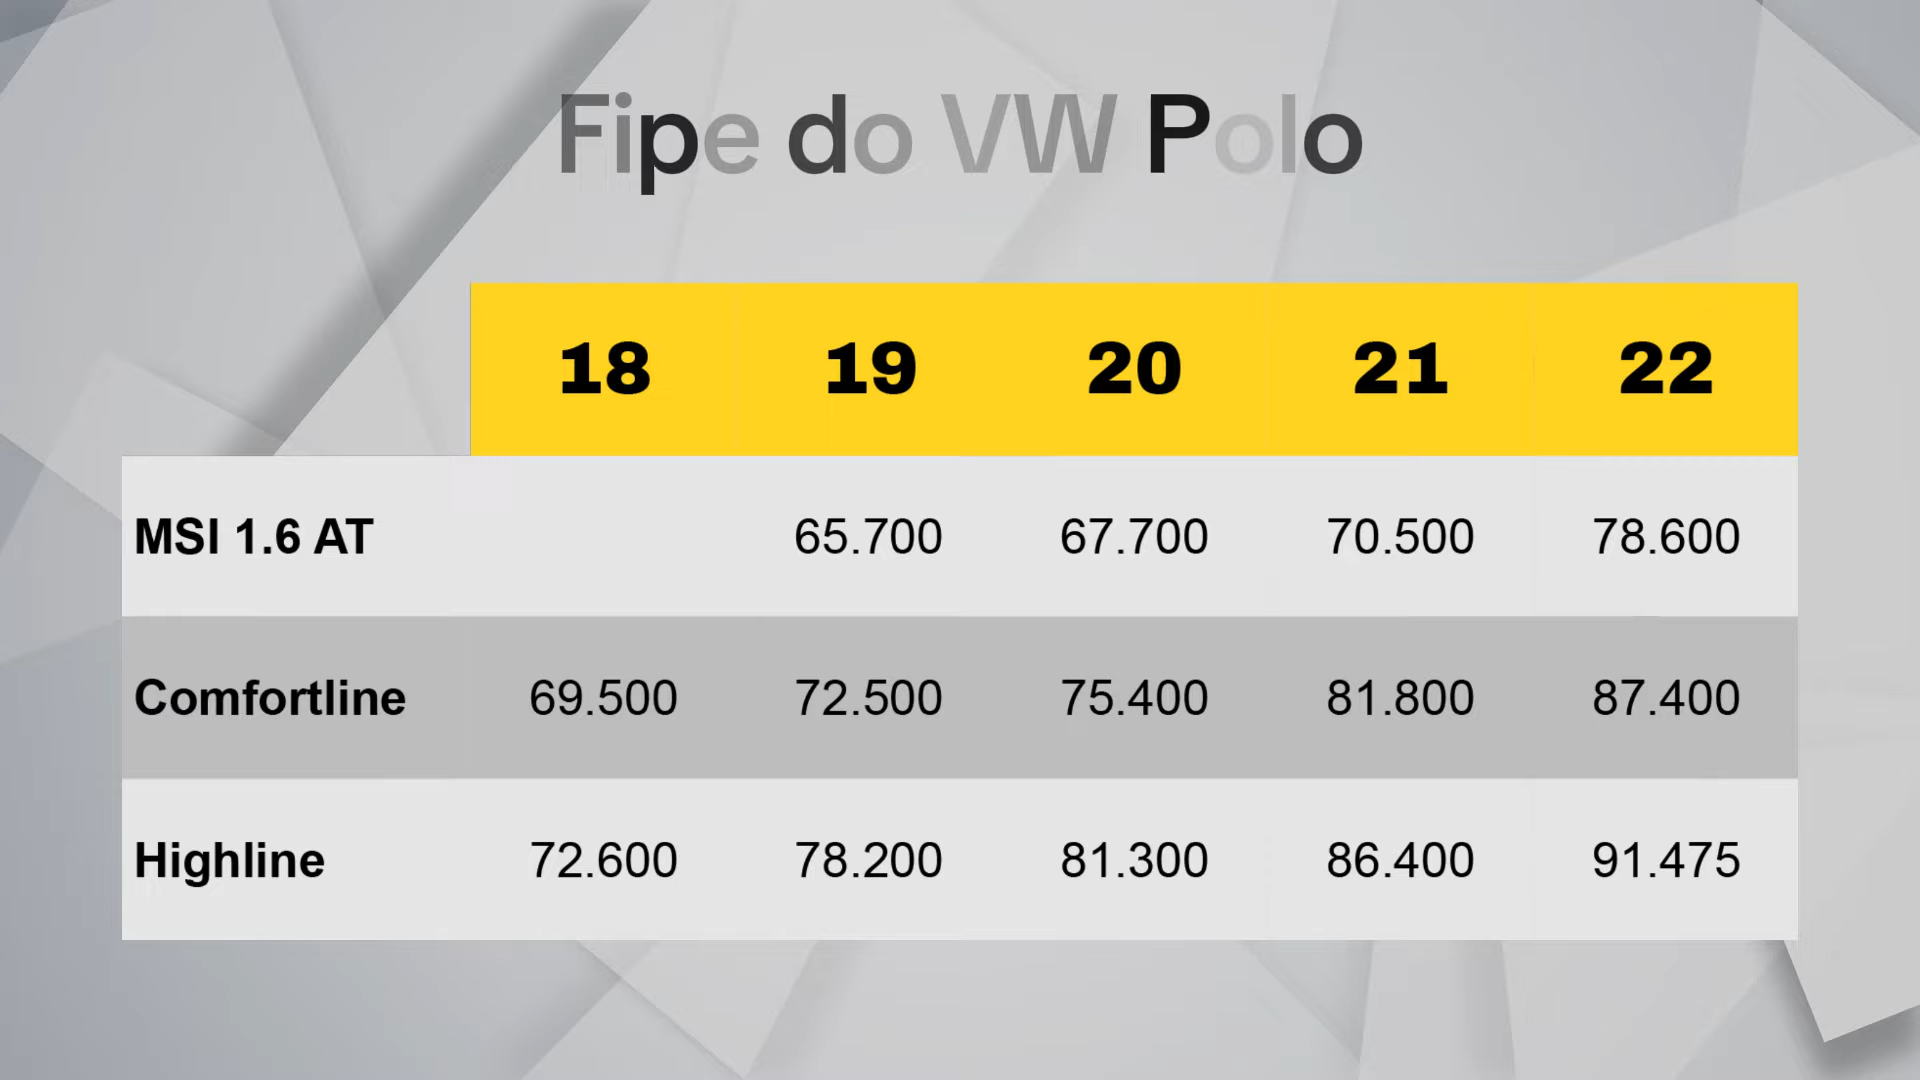 Fipe do VW Polo
18 19 20 21 22
MSI 1.6 AT 65.700 67.700 70.500 78.600
Comfortline 69.500 72.500 75.400 81.800 87.400
Highline 72.600 78.200 81.300 86.400 91.475